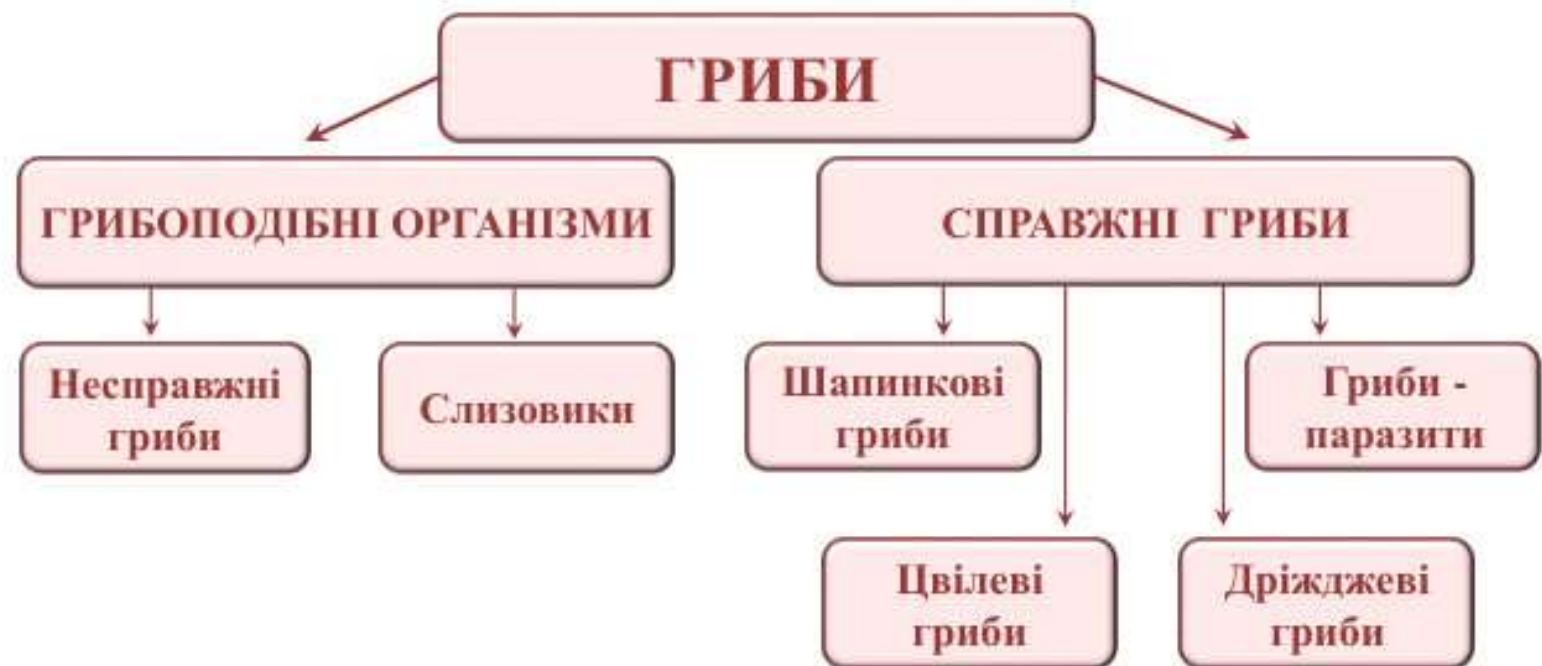 ГРИБИ
ГРИБОПОДІБНІ ОРГАНІЗМИ
СПРАВЖНІ ГРИБИ
Несправжні
гриби
Слизовики
Шапинкові
гриби
Гриби -
паразити
Цвілеві
гриби
Дріжджеві
гриби